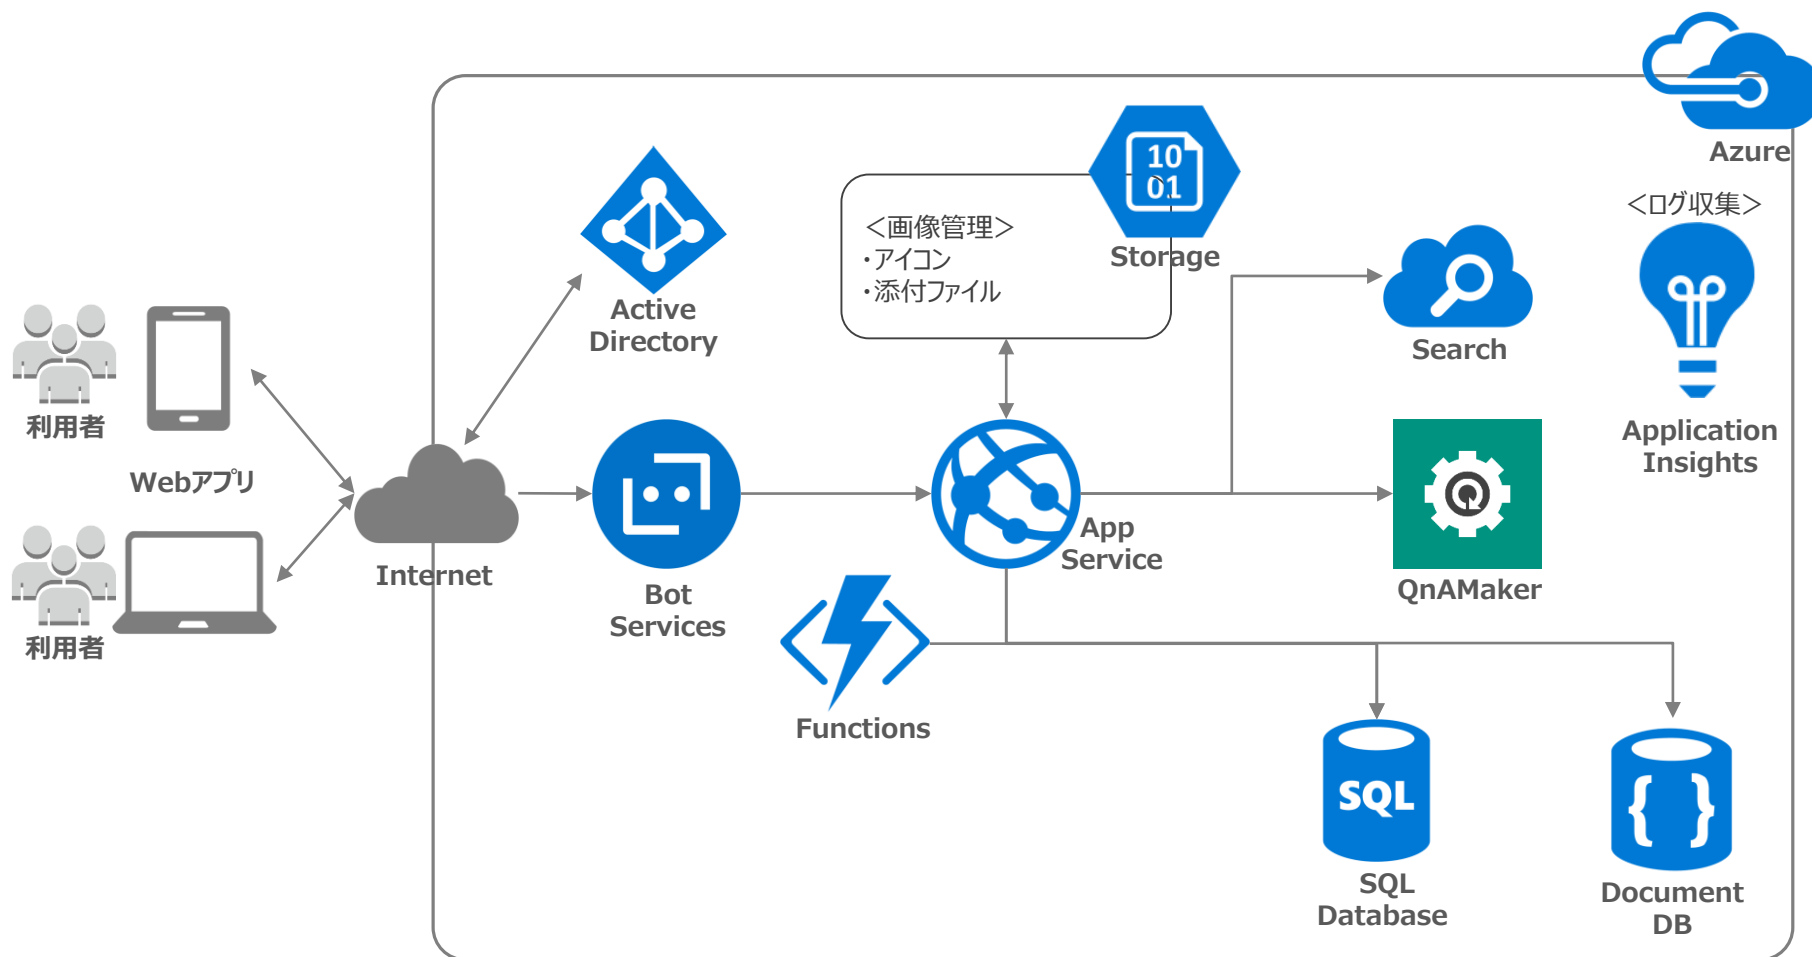 Azure
<ログ収集>
10
01
Storage
<画像管理>
・アイコン
・添付ファイル
Active
Directory
Search
利用者
Webアプリ
Application
Insights
Internet
App
Service
Bot
Services
QnAMaker
利用者
Functions
SQL
{ }
SQL
Database
Document
DB